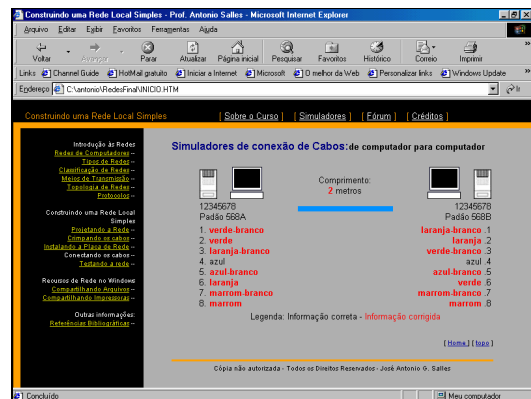 Construindo uma Rede Local Simples - Prof. Antonio Salles - Microsoft Internet Explorer
Arquivo Editar Exibir Favoritos Ferramentas Ajuda
Voltar Avançar Parar Atualizar Página inicial Pesquisar Favoritos Histórico Correio Imprimir
Links Channel Guide HotMail gratuito Iniciar a Internet Microsoft O melhor da Web Personalizar links Windows Update
Endereço C:\antonio\RedesFinal\INICIO.HTM Ir
Construindo uma Rede Local Simples [ Sobre o Curso ] [ Simuladores ] [ Fórum ] [ Créditos ]
Introdução às Redes
Redes de Computadores
Tipos de Redes
Classificação de Redes
Meios de Transmissão
Topologia de Redes
Protocolos
Construindo uma Rede Local
Simples
Projetando a Rede
Crimpando os cabos
Instalando a Placa de Rede
Conectando os cabos
Testando a rede
Recursos de Rede no Windows
Compartilhando Arquivos
Compartilhando Impressoras
Outras informações:
Referências Bibliográficas
Simuladores de conexão de Cabos:de computador para computador
Comprimento:
2 metros
12345678 12345678
Padão 568A Padão 568B
1. verde-branco laranja-branco .1
2. verde laranja .2
3. laranja-branco verde-branco .3
4. azul azul .4
5. azul-branco azul-branco .5
6. laranja verde .6
7. marrom-branco marrom-branco .7
8. marrom marrom .8
Legenda: Informação correta - Informação corrigida
[ Home ] [ topo ]
Cópia não autorizada - Todos os Direitos Reservados - José Antonio G. Salles
Concluído Meu computador